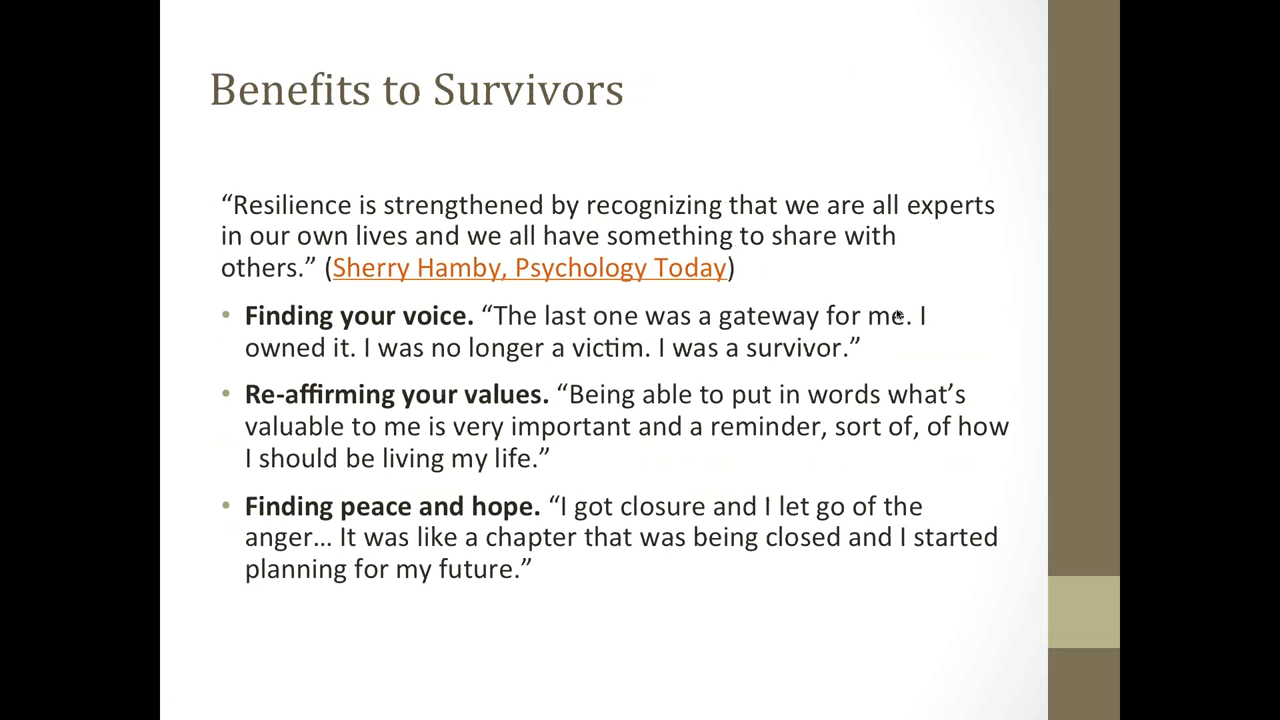 Benefits to Survivors
“Resilience is strengthened by recognizing that we are all experts
in our own lives and we all have something to share with
others.” (Sherry Hamby, Psychology Today)
• Finding your voice. “The last one was a gateway for me. I
owned it. I was no longer a victim. I was a survivor.”
• Re-affirming your values. “Being able to put in words what’s
valuable to me is very important and a reminder, sort of, of how
I should be living my life.”
• Finding peace and hope. “I got closure and I let go of the
anger… It was like a chapter that was being closed and I started
planning for my future.”